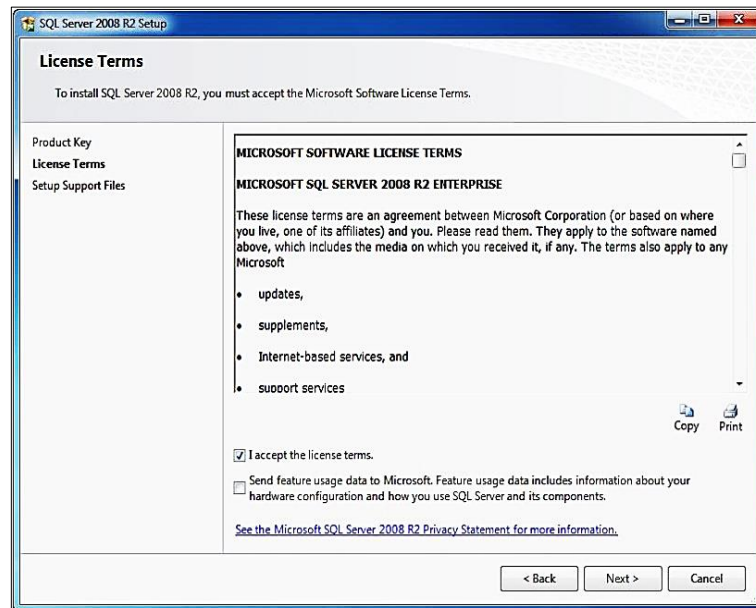 SQL Server 2008 R2 Setup
License Terms
To install SQL Server 2008 R2, you must accept the Microsoft Software License Terms.
Product Key
License Terms
Setup Support Files
MICROSOFT SOFTWARE LICENSE TERMS
MICROSOFT SQL SERVER 2008 R2 ENTERPRISE
These license terms are an agreement between Microsoft Corporation (or based on where
you live, one of its affiliates) and you. Please read them. They apply to the software named
above, which includes the media on which you received it, if any. The terms also apply to any
Microsoft
• updates,
• supplements,
• Internet-based services, and
• support services
Copy Print
I accept the license terms.
Send feature usage data to Microsoft. Feature usage data includes information about your
hardware configuration and how you use SQL Server and its components.
See the Microsoft SQL Server 2008 R2 Privacy Statement for more information.
< Back Next > Cancel